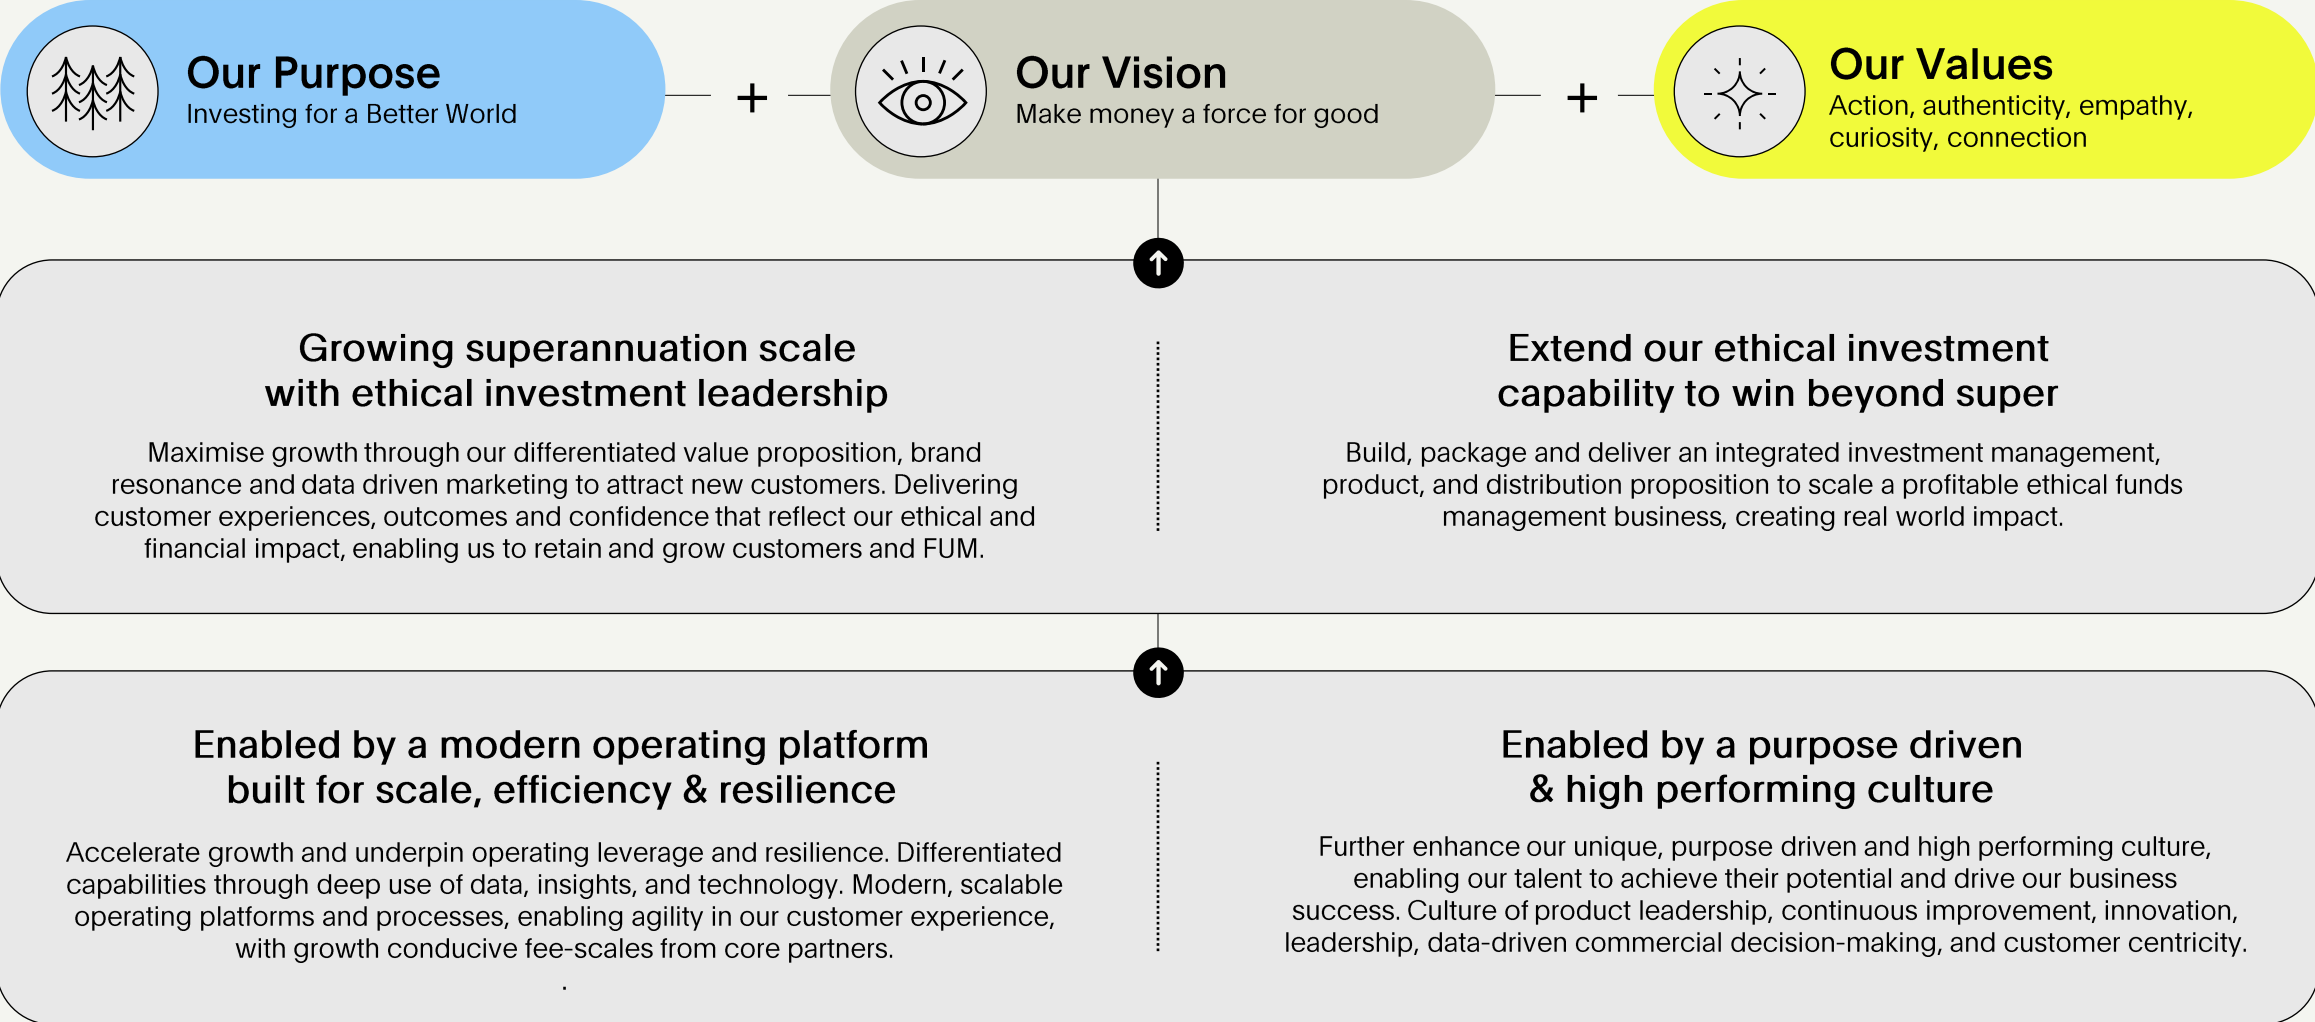 Our Purpose
Investing for a Better World
+
Our Vision
Make money a force for good
+
Our Values
Action, authenticity, empathy,
curiosity, connection
Growing superannuation scale
with ethical investment leadership
Maximise growth through our differentiated value proposition, brand
resonance and data driven marketing to attract new customers. Delivering
customer experiences, outcomes and confidence that reflect our ethical and
financial impact, enabling us to retain and grow customers and FUM.
Extend our ethical investment
capability to win beyond super
Build, package and deliver an integrated investment management,
product, and distribution proposition to scale a profitable ethical funds
management business, creating real world impact.
Enabled by a modern operating platform
built for scale, efficiency & resilience
Accelerate growth and underpin operating leverage and resilience. Differentiated
capabilities through deep use of data, insights, and technology. Modern, scalable
operating platforms and processes, enabling agility in our customer experience,
with growth conducive fee-scales from core partners.
.
Enabled by a purpose driven
& high performing culture
Further enhance our unique, purpose driven and high performing culture,
enabling our talent to achieve their potential and drive our business
success. Culture of product leadership, continuous improvement, innovation,
leadership, data-driven commercial decision-making, and customer centricity.